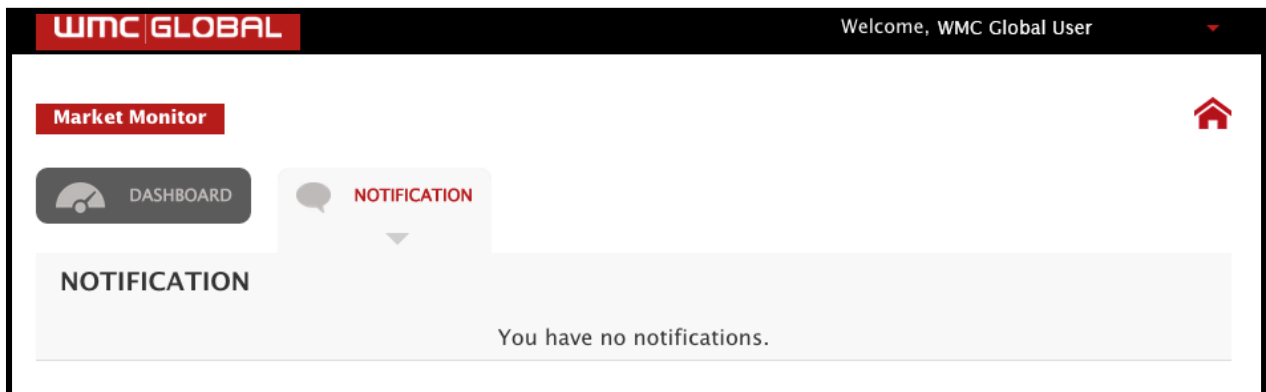 WMC GLOBAL
Welcome, WMC Global User
Market Monitor
DASHBOARD
NOTIFICATION
NOTIFICATION
You have no notifications.